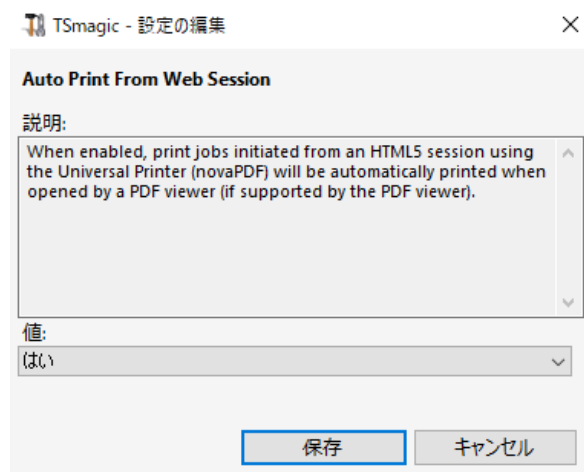 TSmagic - 設定の編集
Auto Print From Web Session
説明:
When enabled, print jobs initiated from an HTML5 session using
the Universal Printer (novaPDF) will be automatically printed when
opened by a PDF viewer (if supported by the PDF viewer).
値:
はい
保存 キャンセル